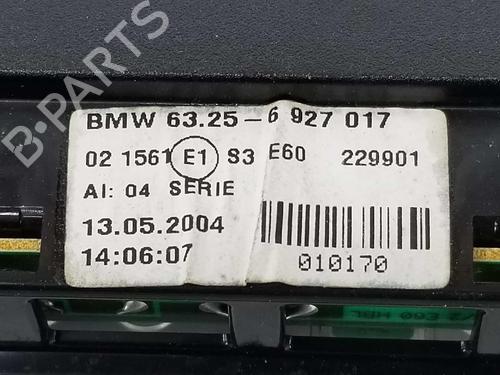 BMW 63.25-6 927 017
02 1561 E1 S3 E60 229901
AI: 04 SERIE
13.05.2004
14:06:07
010170